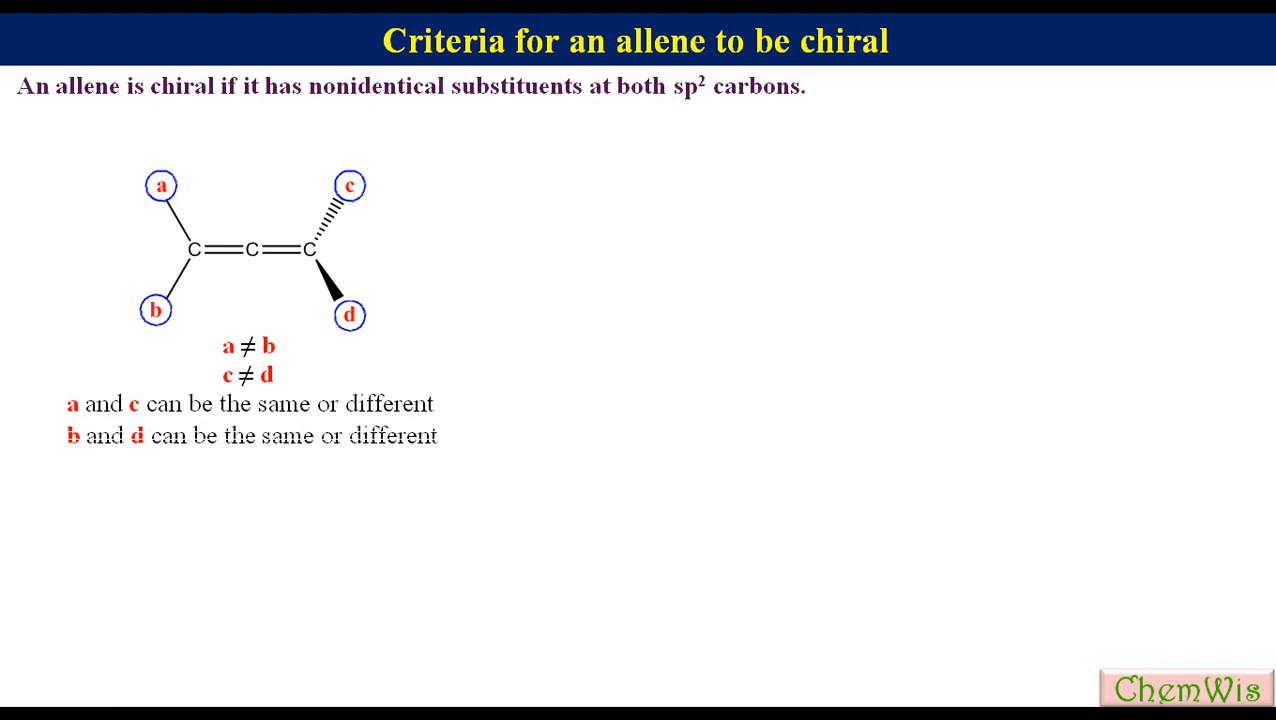 Criteria for an allene to be chiral
An allene is chiral if it has nonidentical substituents at both sp² carbons.
a c
C C C
b d
a ≠ b
c ≠ d
a and c can be the same or different
b and d can be the same or different
ChemWis